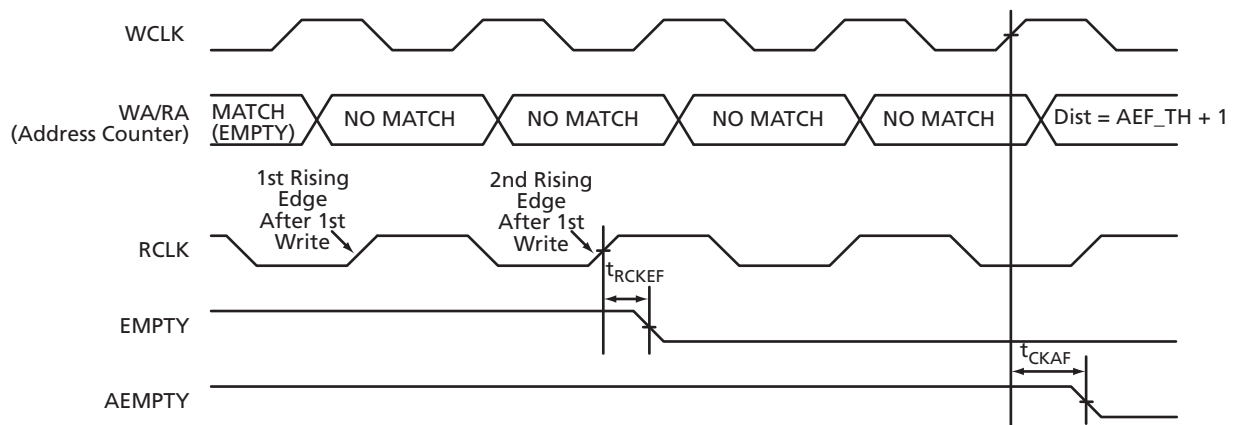 WCLK
WA/RA
(Address Counter)
MATCH
(EMPTY)
NO MATCH
NO MATCH
NO MATCH
NO MATCH
Dist = AEF_TH + 1
1st Rising
Edge
After 1st
Write
2nd Rising
Edge
After 1st
Write
RCLK
tRCKEF
EMPTY
tCKAF
AEMPTY